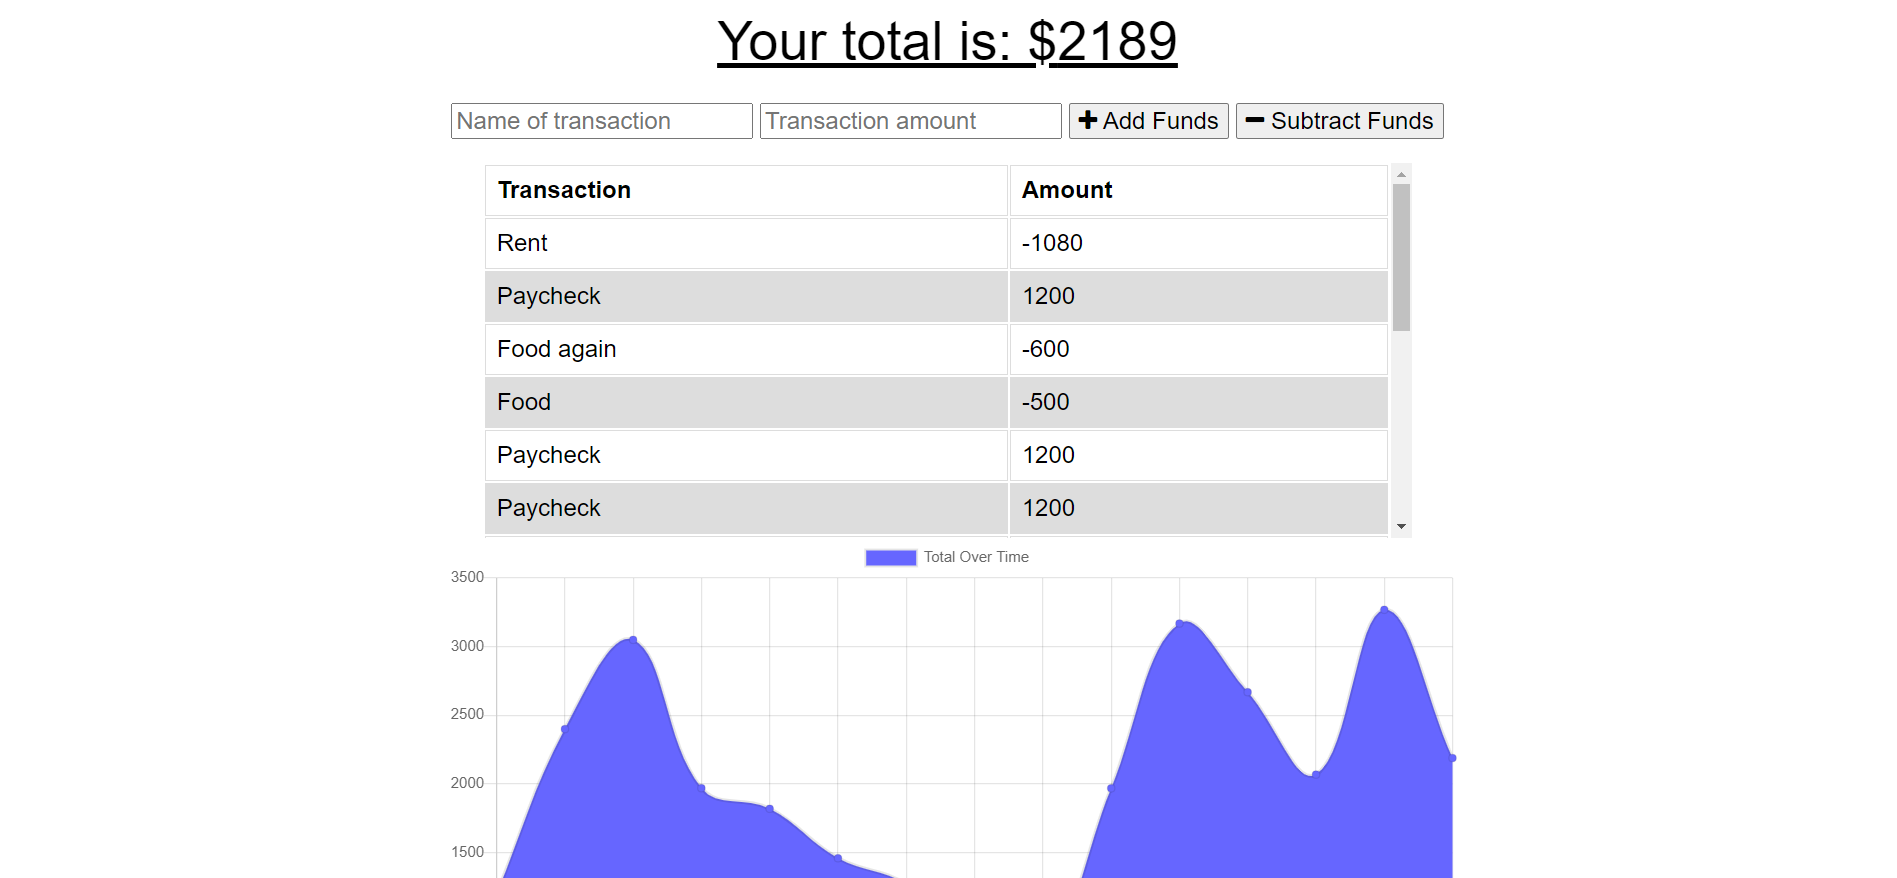 Your total is: $2189
Name of transaction Transaction amount Add Funds Subtract Funds
Transaction Amount
Rent -1080
Paycheck 1200
Food again -600
Food -500
Paycheck 1200
Paycheck 1200
Total Over Time
3500
3000
2500
2000
1500